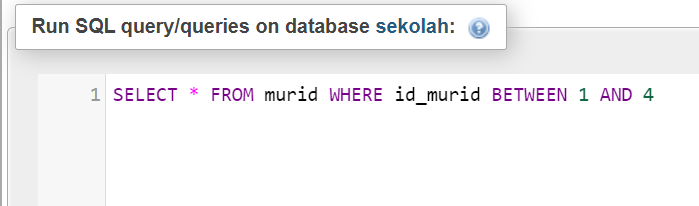 Run SQL query/queries on database sekolah:
1 SELECT * FROM murid WHERE id_murid BETWEEN 1 AND 4